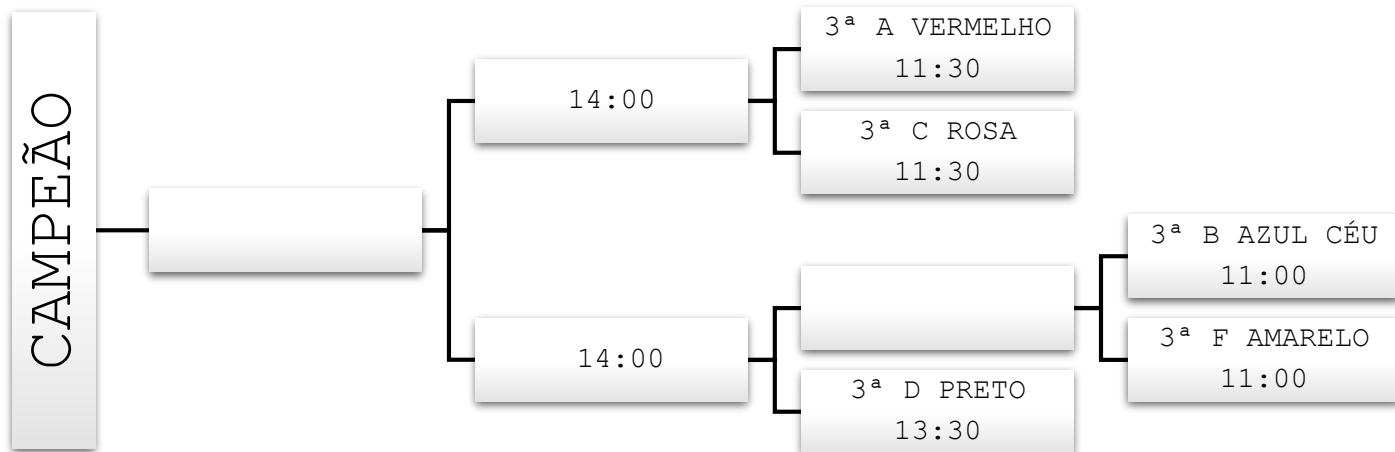 CAMPEÃO
14:00
3ª A VERMELHO
11:30
3ª C ROSA
11:30
14:00
3ª B AZUL CÉU
11:00
3ª F AMARELO
11:00
3ª D PRETO
13:30